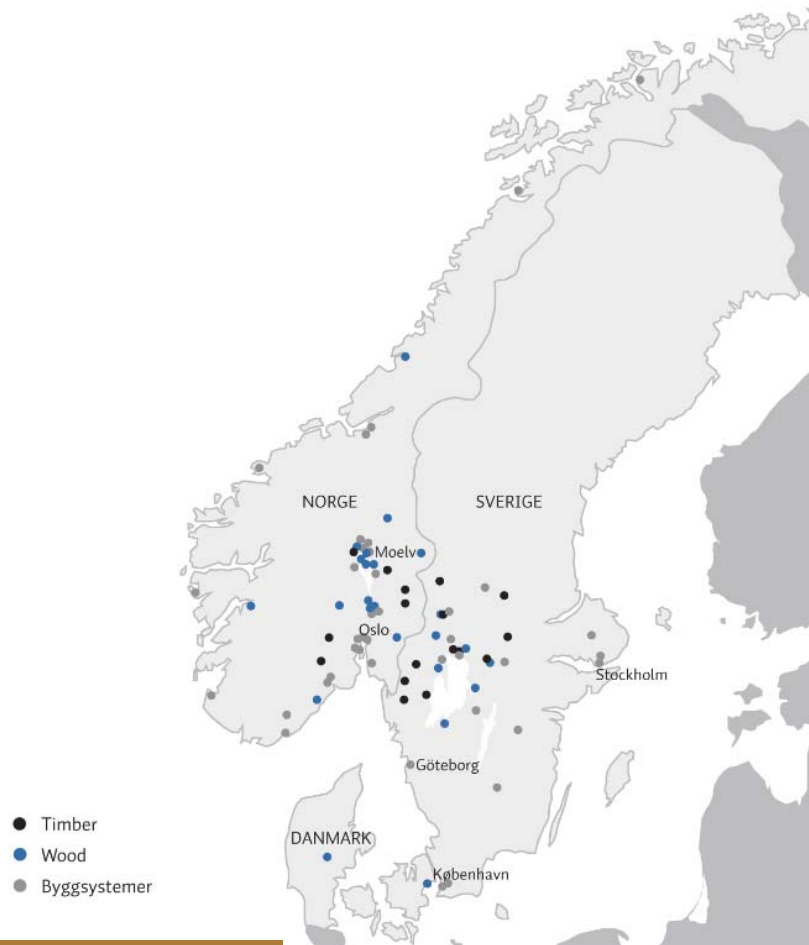 NORGE
SVERIGE
Moelv
Oslo
Stockholm
Göteborg
Timber
Wood
Byggsystemer
DANMARK
København